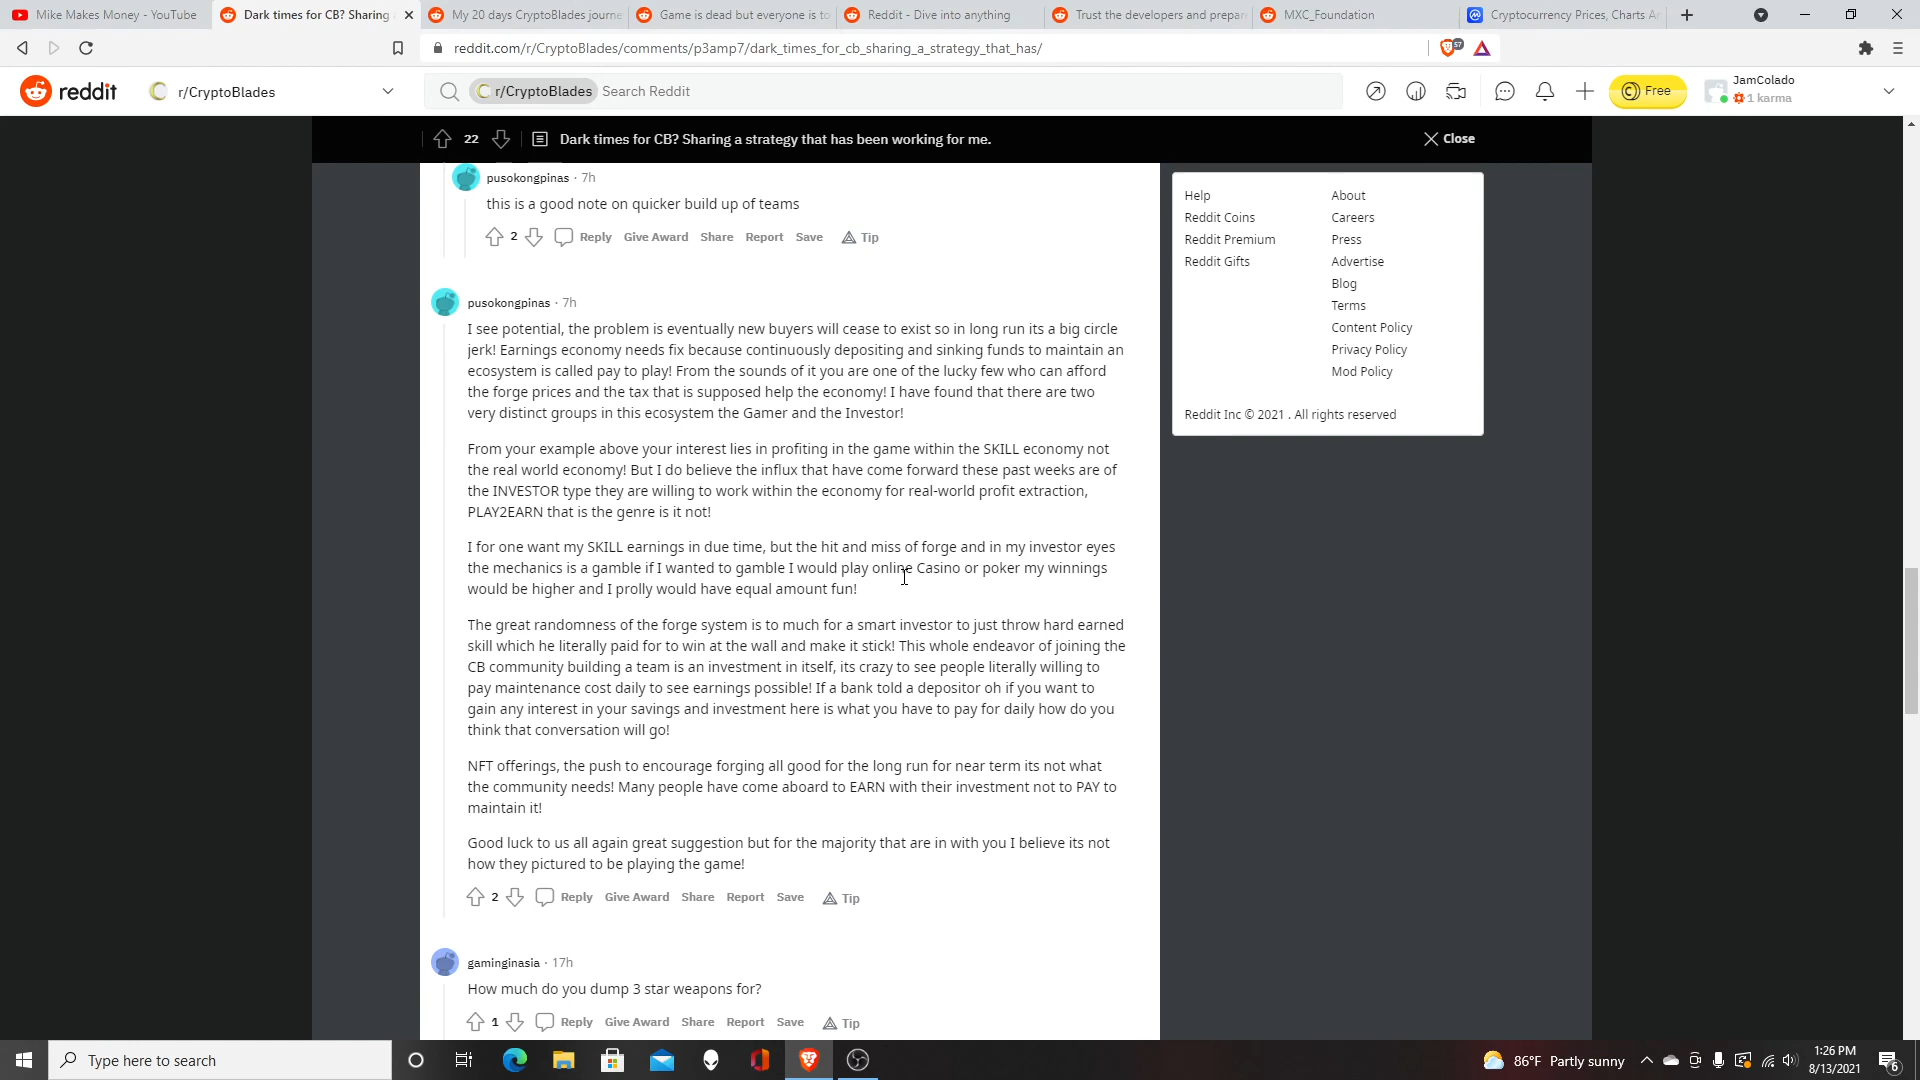 Mike Makes Money - YouTube
Dark times for CB? Sharing
My 20 days CryptoBlades journe
Game is dead but everyone is to
Reddit - Dive into anything
Trust the developers and prepar
MXC_Foundation
Cryptocurrency Prices, Charts An
reddit.com/r/CryptoBlades/comments/p3amp7/dark_times_for_cb_sharing_a_strategy_that_has/
57
reddit
r/CryptoBlades
r/CryptoBlades Search Reddit
Free
JamColado
1 karma
22 Dark times for CB? Sharing a strategy that has been working for me.
Close
pusokongpinas · 7h
this is a good note on quicker build up of teams
2 Reply Give Award Share Report Save Tip
pusokongpinas · 7h
I see potential, the problem is eventually new buyers will cease to exist so in long run its a big circle
jerk! Earnings economy needs fix because continuously depositing and sinking funds to maintain an
ecosystem is called pay to play! From the sounds of it you are one of the lucky few who can afford
the forge prices and the tax that is supposed help the economy! I have found that there are two
very distinct groups in this ecosystem the Gamer and the Investor!
From your example above your interest lies in profiting in the game within the SKILL economy not
the real world economy! But I do believe the influx that have come forward these past weeks are of
the INVESTOR type they are willing to work within the economy for real-world profit extraction,
PLAY2EARN that is the genre is it not!
I for one want my SKILL earnings in due time, but the hit and miss of forge and in my investor eyes
the mechanics is a gamble if I wanted to gamble I would play online Casino or poker my winnings
would be higher and I prolly would have equal amount fun!
The great randomness of the forge system is to much for a smart investor to just throw hard earned
skill which he literally paid for to win at the wall and make it stick! This whole endeavor of joining the
CB community building a team is an investment in itself, its crazy to see people literally willing to
pay maintenance cost daily to see earnings possible! If a bank told a depositor oh if you want to
gain any interest in your savings and investment here is what you have to pay for daily how do you
think that conversation will go!
NFT offerings, the push to encourage forging all good for the long run for near term its not what
the community needs! Many people have come aboard to EARN with their investment not to PAY to
maintain it!
Good luck to us all again great suggestion but for the majority that are in with you I believe its not
how they pictured to be playing the game!
2 Reply Give Award Share Report Save Tip
gaminginasia · 17h
How much do you dump 3 star weapons for?
1 Reply Give Award Share Report Save Tip
Help
Reddit Coins
Reddit Premium
Reddit Gifts
About
Careers
Press
Advertise
Blog
Terms
Content Policy
Privacy Policy
Mod Policy
Reddit Inc © 2021 . All rights reserved
Type here to search
86°F Partly sunny
1:26 PM
8/13/2021
6